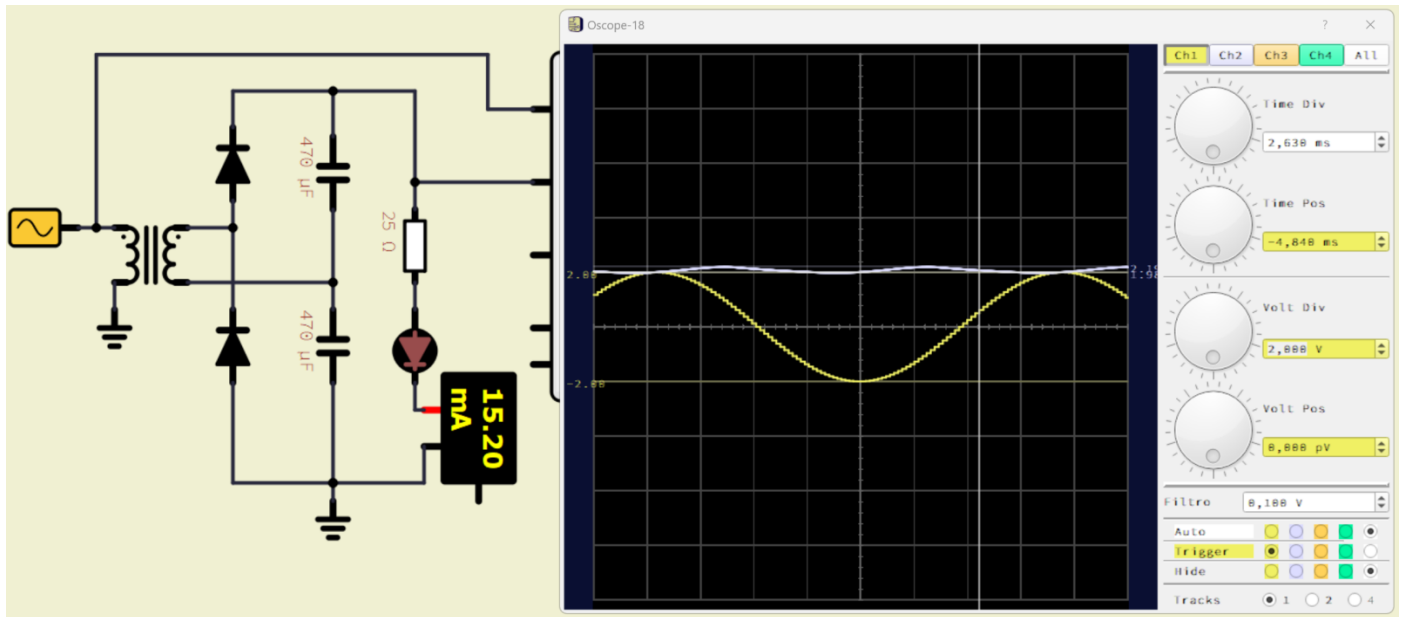 Oscope-18
?
Ch1 Ch2 Ch3 Ch4 All
Time Div
2,630 ms
Time Pos
-4,840 ms
Volt Div
2,000 V
Volt Pos
0,000 pV
Filtro 0,100 V
Auto
Trigger
Hide
Tracks 1 2 4
470 µF
25 Ω
470 µF
15.20
mA
2.00
-2.00